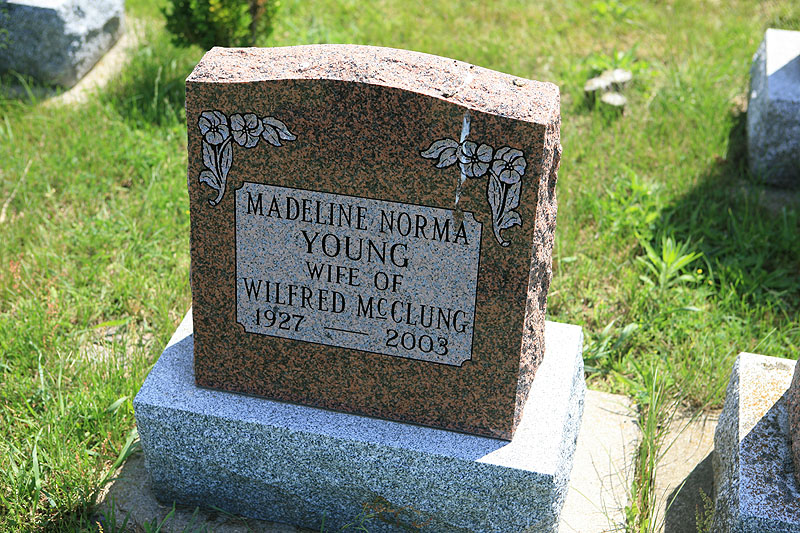 MADELINE NORMA
YOUNG
WIFE OF
WILFRED McCLUNG
1927 — 2003